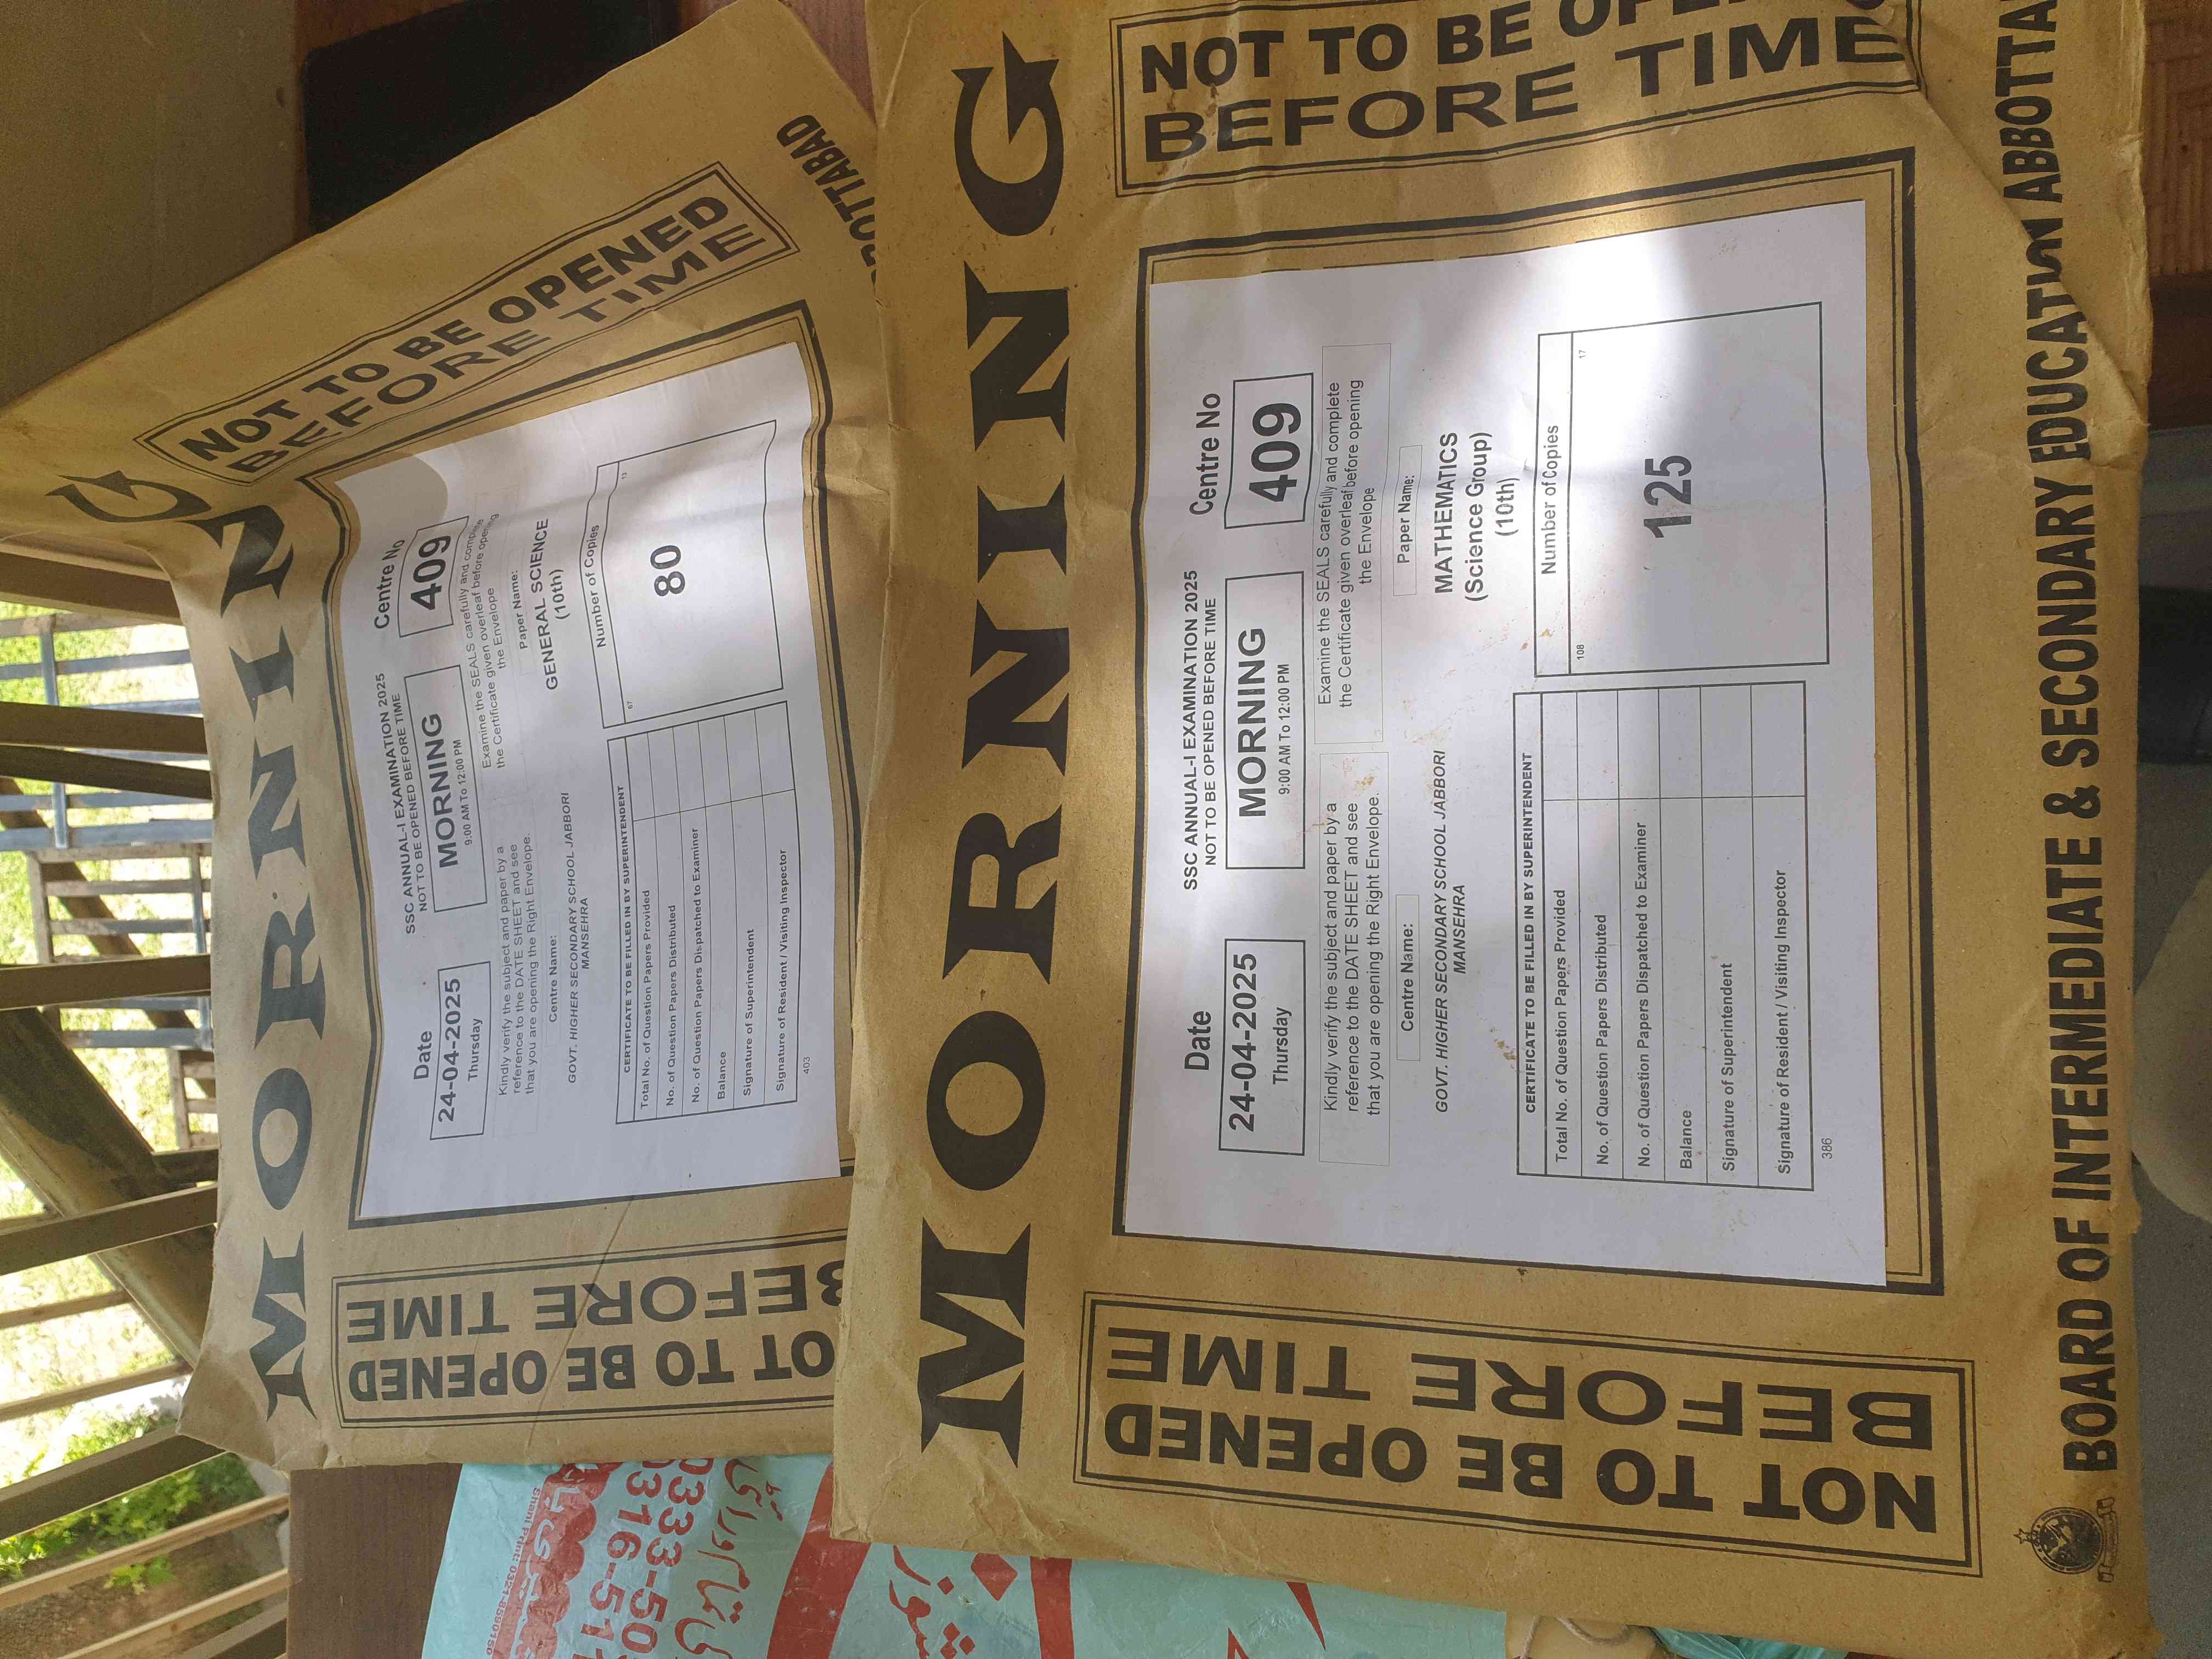 MORNING
NOT TO BE OPENED
BEFORE TIME
NOT TO BE OPENED
BEFORE TIME
Date
24-04-2025
Thursday
SSC ANNUAL-I EXAMINATION 2025
NOT TO BE OPENED BEFORE TIME
MORNING
9:00 AM To 12:00 PM
Centre No
409
Kindly verify the subject and paper by a
reference to the DATE SHEET and see
that you are opening the Right Envelope.
Examine the SEALS carefully and complete
the Certificate given overleaf before opening
the Envelope
Centre Name:
GOVT. HIGHER SECONDARY SCHOOL JABBORI
MANSEHRA
Paper Name:
GENERAL SCIENCE
(10th)
CERTIFICATE TO BE FILLED IN BY SUPERINTENDENT
Total No. of Question Papers Provided
No. of Question Papers Distributed
No. of Question Papers Dispatched to Examiner
Balance
Signature of Superintendent
Signature of Resident / Visiting Inspector
403
Number of Copies
67 13
80
BOTTABAD
MORNING
NOT TO BE OPENED
BEFORE TIME
NOT TO BE
BEFORE TIME
Date
24-04-2025
Thursday
SSC ANNUAL-I EXAMINATION 2025
NOT TO BE OPENED BEFORE TIME
MORNING
9:00 AM To 12:00 PM
Centre No
409
Kindly verify the subject and paper by a
reference to the DATE SHEET and see
that you are opening the Right Envelope.
Examine the SEALS carefully and complete
the Certificate given overleaf before opening
the Envelope
Centre Name:
GOVT. HIGHER SECONDARY SCHOOL JABBORI
MANSEHRA
Paper Name:
MATHEMATICS
(Science Group)
(10th)
CERTIFICATE TO BE FILLED IN BY SUPERINTENDENT
Total No. of Question Papers Provided
No. of Question Papers Distributed
No. of Question Papers Dispatched to Examiner
Balance
Signature of Superintendent
Signature of Resident / Visiting Inspector
386
Number of Copies
108 17
125
BOARD OF INTERMEDIATE & SECONDARY EDUCATION ABBOTTA
0333-50
0316-51
شوز